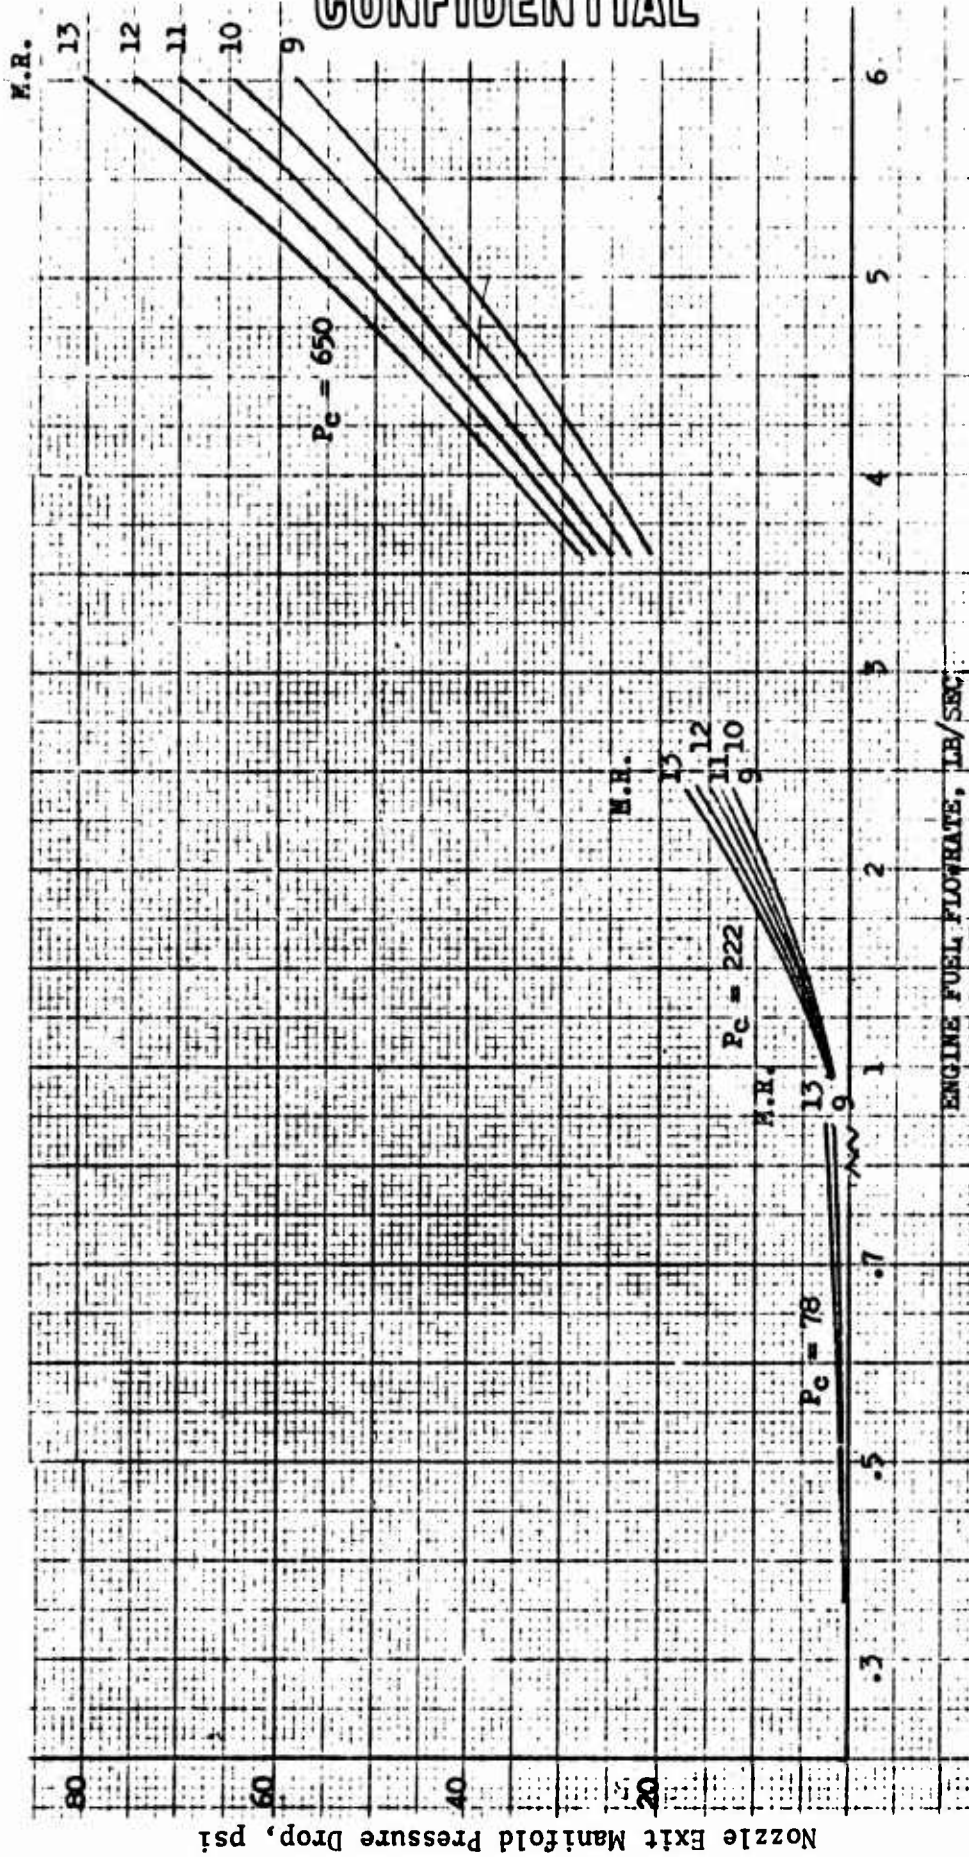 CONFIDENTIAL
M.R.
13
12
11
10
9
Pc = 650
M.R.
13
12
11
10
9
Pc = 222
M.R.
13
9
Pc = 78
80
60
40
20
.3
.5
.7
1
2
3
4
5
6
Nozzle Exit Manifold Pressure Drop, psi
ENGINE FUEL FLOWRATE, LB/SEC